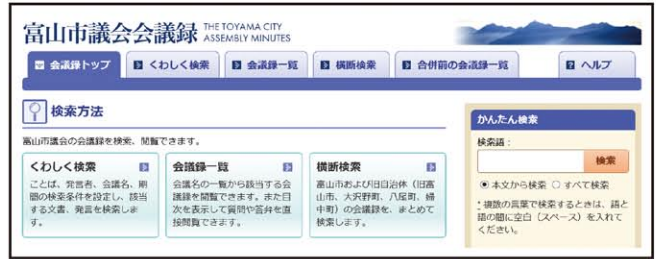 富山市議会会議録 THE TOYAMA CITY
ASSEMBLY MINUTES
会議録トップ くわしく検索 会議録一覧 横断検索 合併前の会議録一覧 ヘルプ
検索方法
富山市議会の会議録を検索、閲覧できます。
くわしく検索
ことば、発言者、会議名、期
間の検索条件を設定し、該当
する文書、発言を検索しま
す。
会議録一覧
会議名の一覧から該当する会
議録を閲覧できます。また目
次を表示して質問や答弁を直
接閲覧できます。
横断検索
富山市および旧自治体（旧富
山市、大沢野町、八尾町、婦
中町）の会議録を、まとめて
検索します。
かんたん検索
検索語：
検索
本文から検索 すべて検索
* 複数の言葉で検索するときは、語と
語の間に空白（スペース）を入れて
ください。